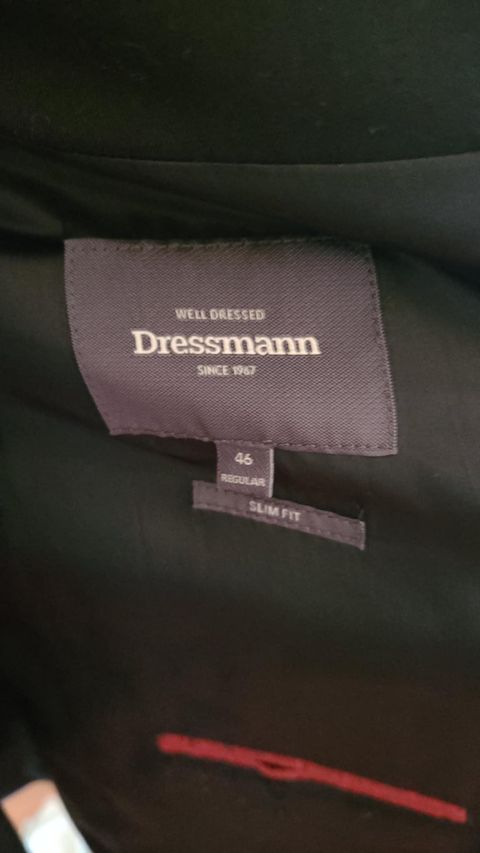 WELL DRESSED
Dressmann
SINCE 1967
46
REGULAR
SLIM FIT